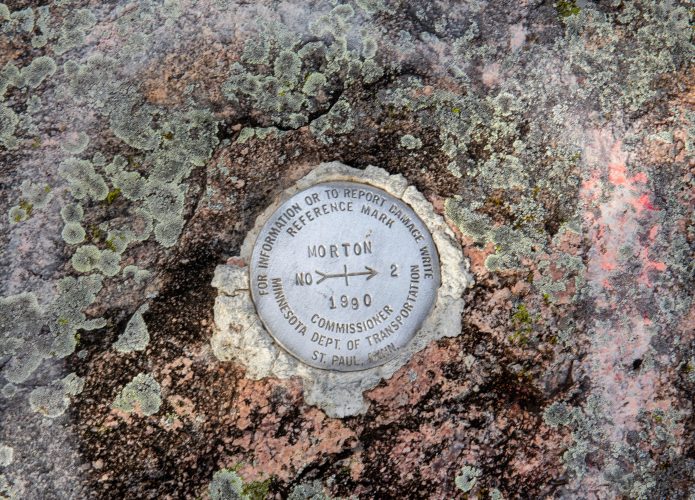 FOR INFORMATION OR TO REPORT DAMAGE WRITE
REFERENCE MARK
MORTON
NO 2
1990
COMMISSIONER
MINNESOTA DEPT. OF TRANSPORTATION
ST. PAUL, MINN.